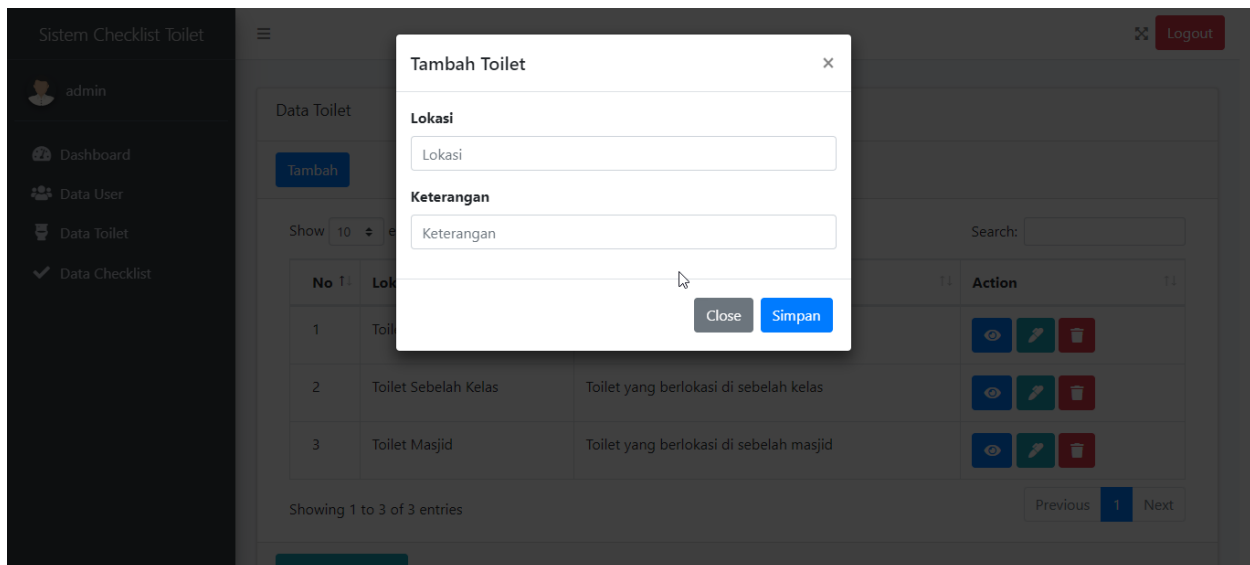 Sistem Checklist Toilet
Logout
admin
Dashboard
Data User
Data Toilet
Data Checklist
Tambah Toilet
×
Lokasi
Lokasi
Keterangan
Keterangan
Close Simpan
Data Toilet
Tambah
Show 10 e
Search:
No Lok Action
1 Toil
2 Toilet Sebelah Kelas Toilet yang berlokasi di sebelah kelas
3 Toilet Masjid Toilet yang berlokasi di sebelah masjid
Showing 1 to 3 of 3 entries
Previous 1 Next